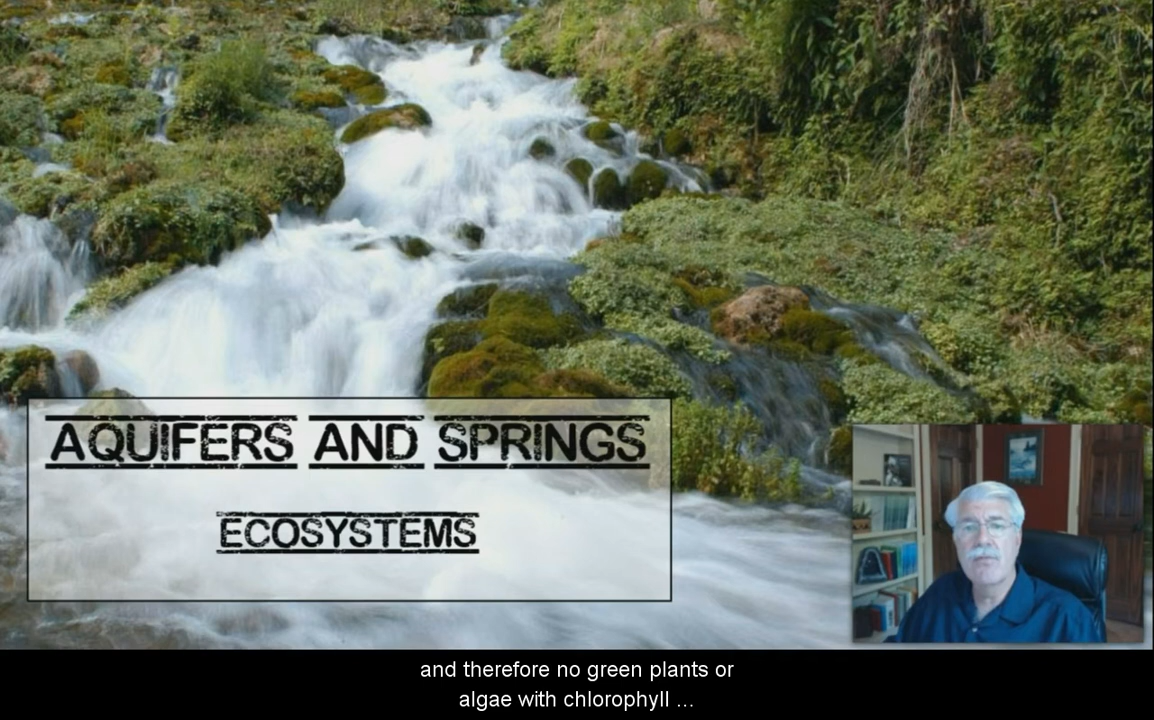 AQUIFERS AND SPRINGS
ECOSYSTEMS
and therefore no green plants or
algae with chlorophyll ...